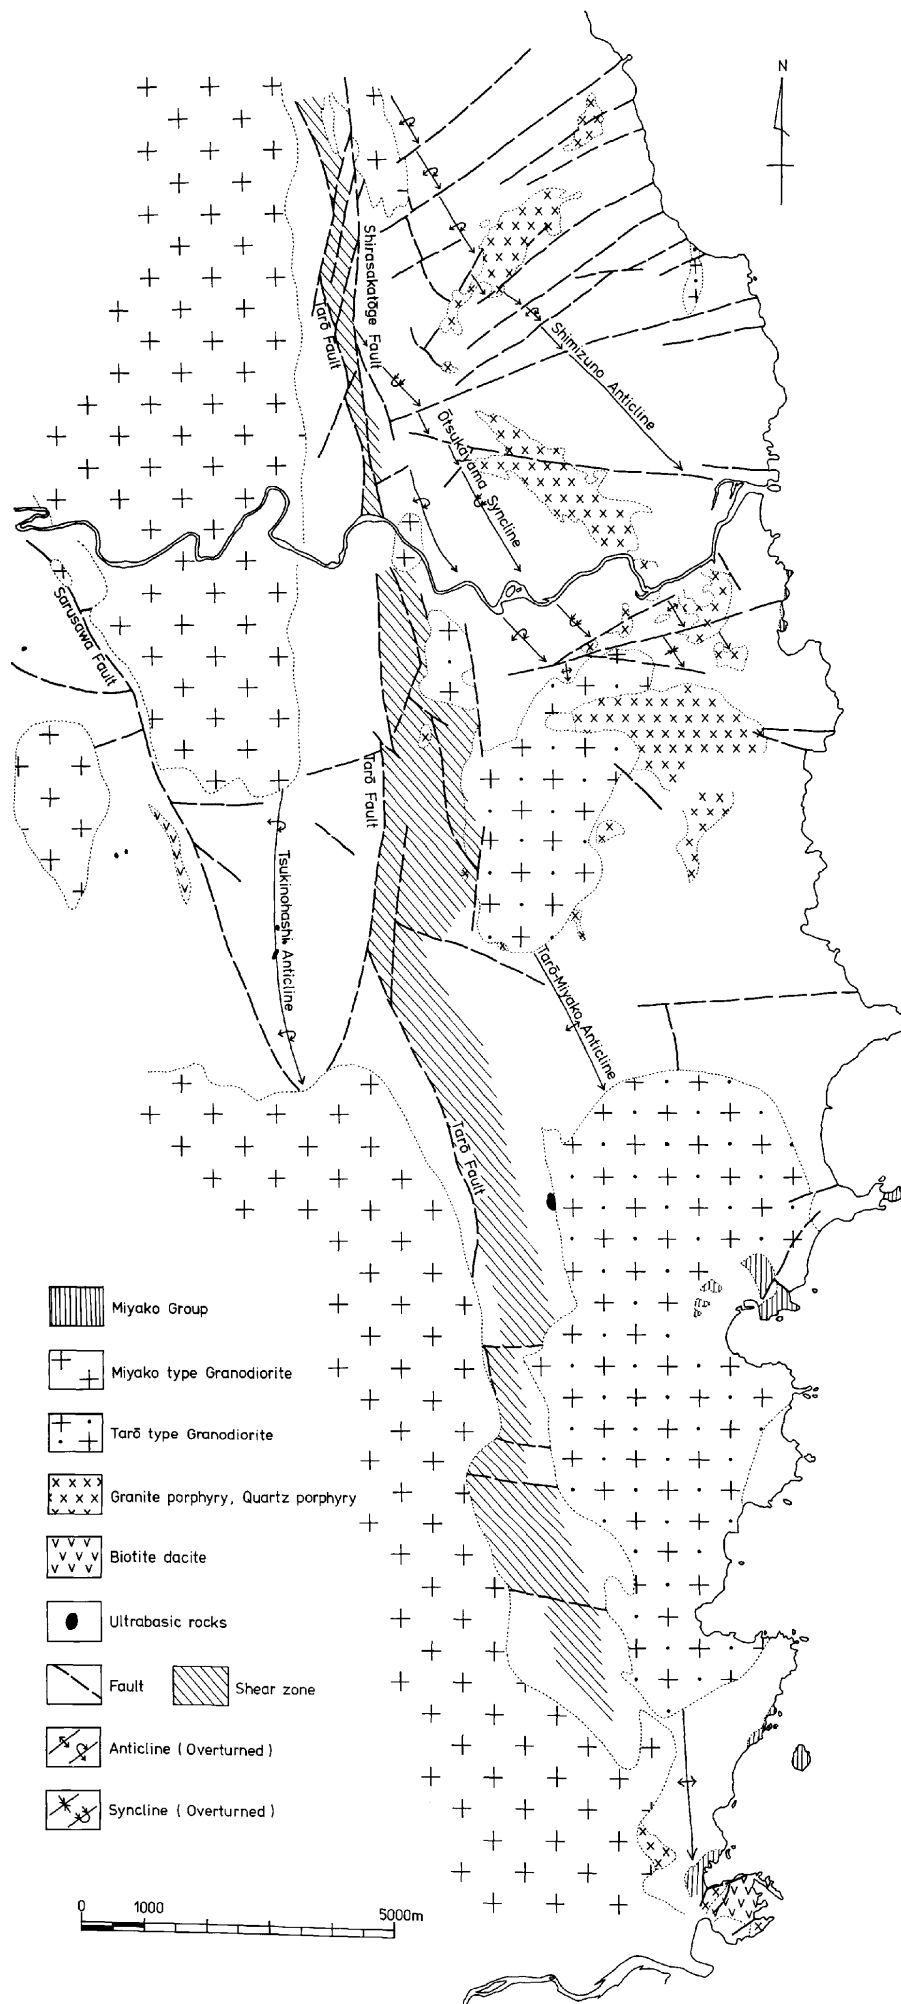 N
Shirasakatōge Fault
Tarō Fault
Shimizuno Anticline
Ōtsukayama Syncline
Sarusawa Fault
Tarō Fault
Tsukinohashi Anticline
Tarō-Miyako Anticline
Tarō Fault
Miyako Group
Miyako type Granodiorite
Tarō type Granodiorite
Granite porphyry, Quartz porphyry
Biotite dacite
Ultrabasic rocks
Fault
Shear zone
Anticline ( Overturned )
Syncline ( Overturned )
0 1000 5000m